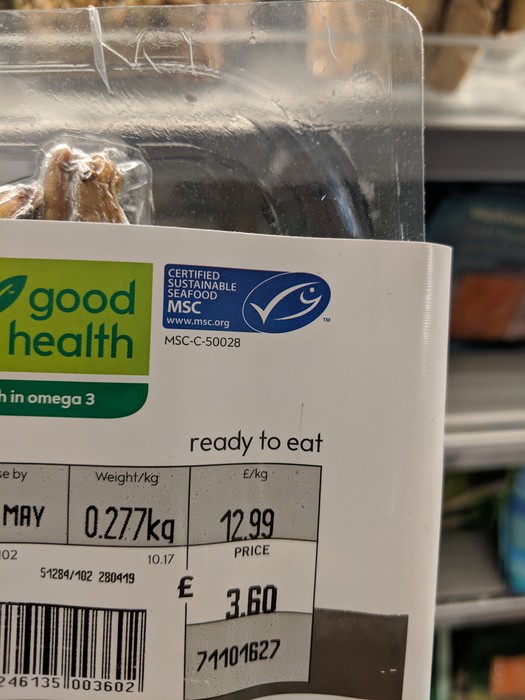 good
health
CERTIFIED
SUSTAINABLE
SEAFOOD
MSC
www.msc.org
TM
MSC-C-50028
in omega 3
ready to eat
by Weight/kg £/kg
MAY 0.277kg 12.99
102 10.17 PRICE
51284/102 280419
£ 3.60
71101627
246135 003602